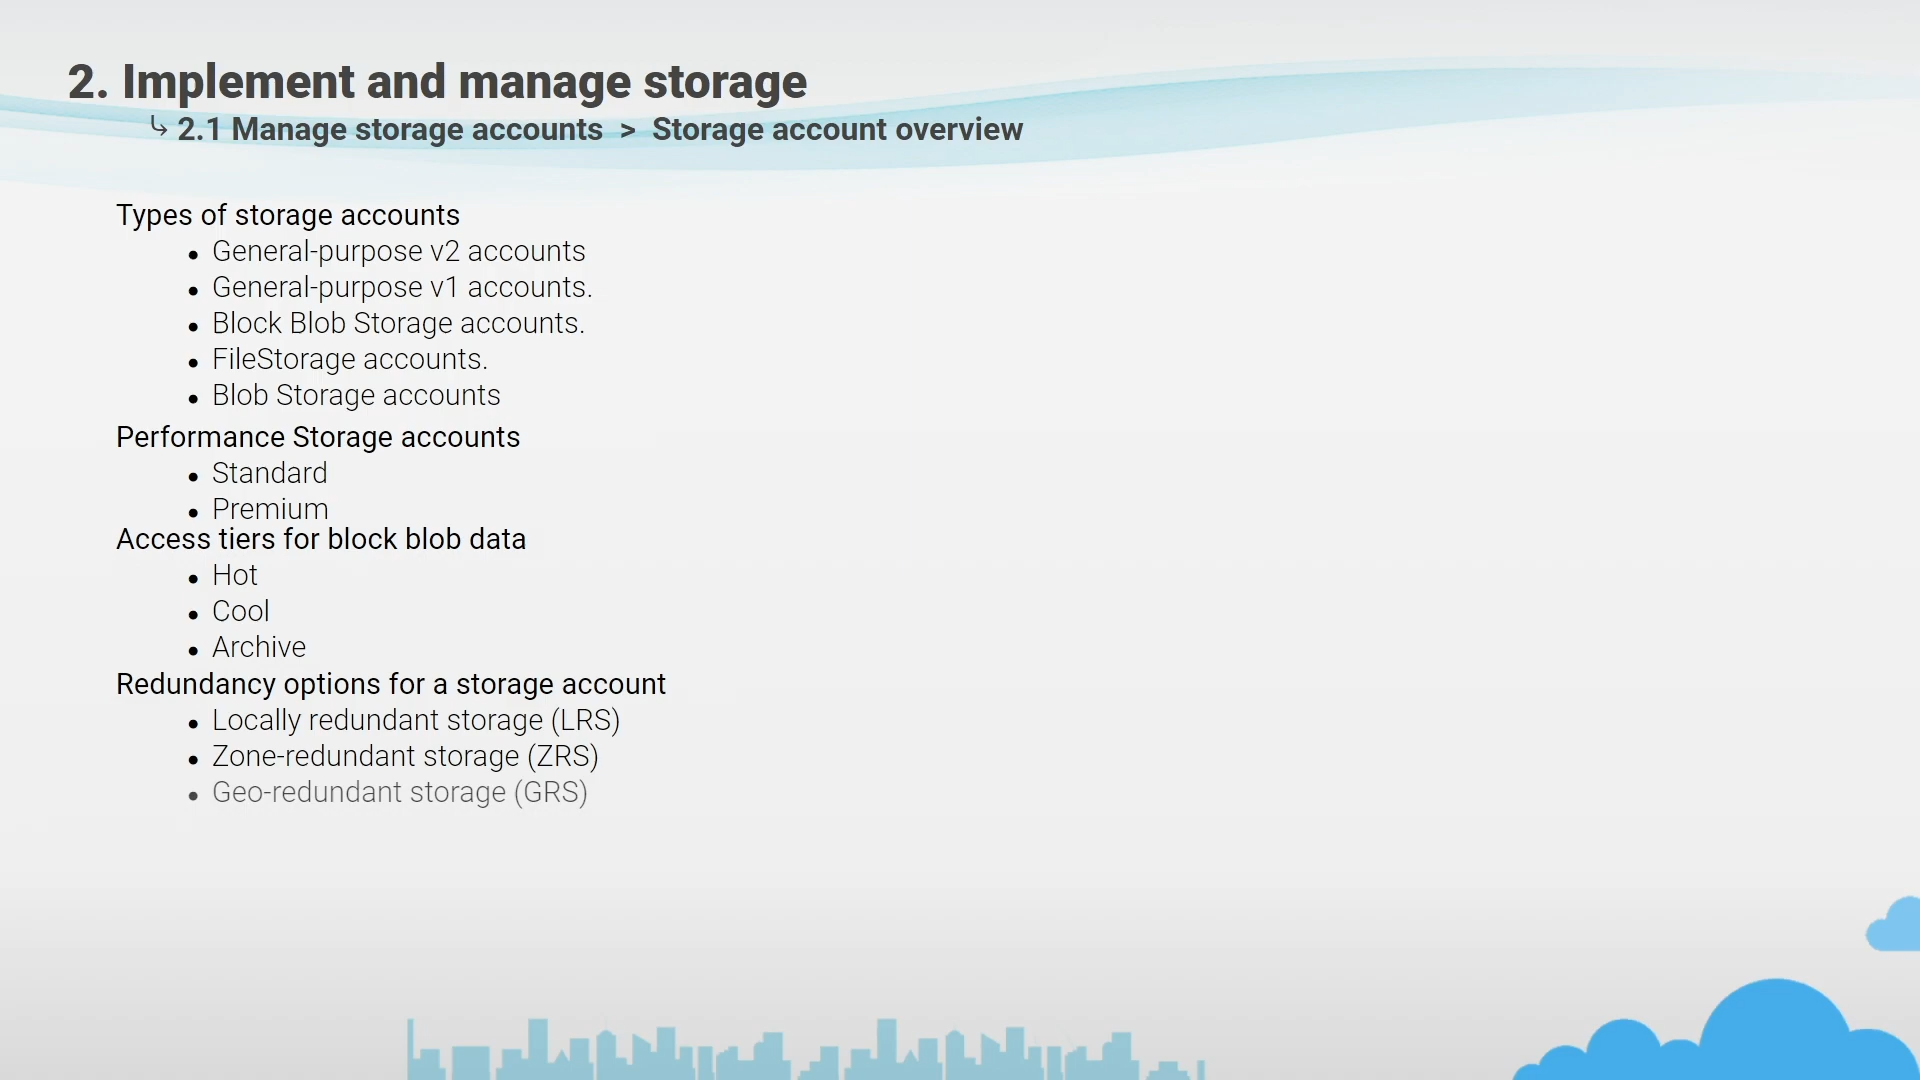 2. Implement and manage storage
2.1 Manage storage accounts > Storage account overview
Types of storage accounts
• General-purpose v2 accounts
• General-purpose v1 accounts.
• Block Blob Storage accounts.
• FileStorage accounts.
• Blob Storage accounts
Performance Storage accounts
• Standard
• Premium
Access tiers for block blob data
• Hot
• Cool
• Archive
Redundancy options for a storage account
• Locally redundant storage (LRS)
• Zone-redundant storage (ZRS)
• Geo-redundant storage (GRS)